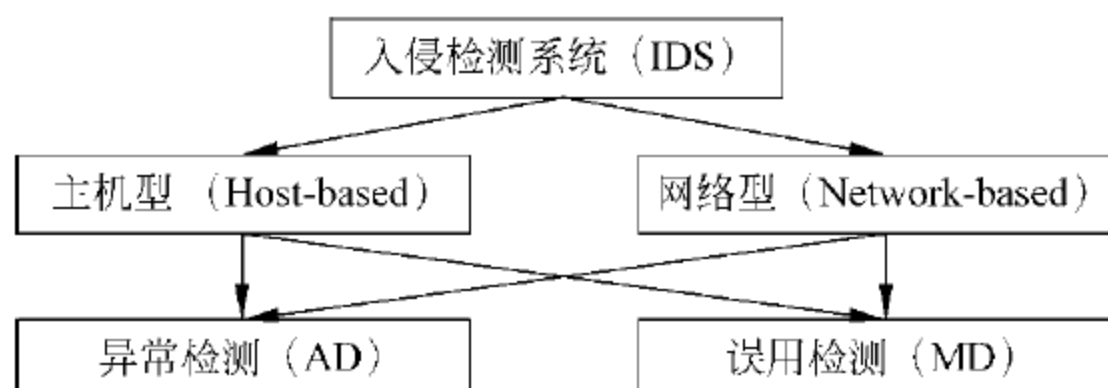 入侵检测系统（IDS）
主机型 （Host-based）
网络型（Network-based）
异常检测（AD）
误用检测（MD）